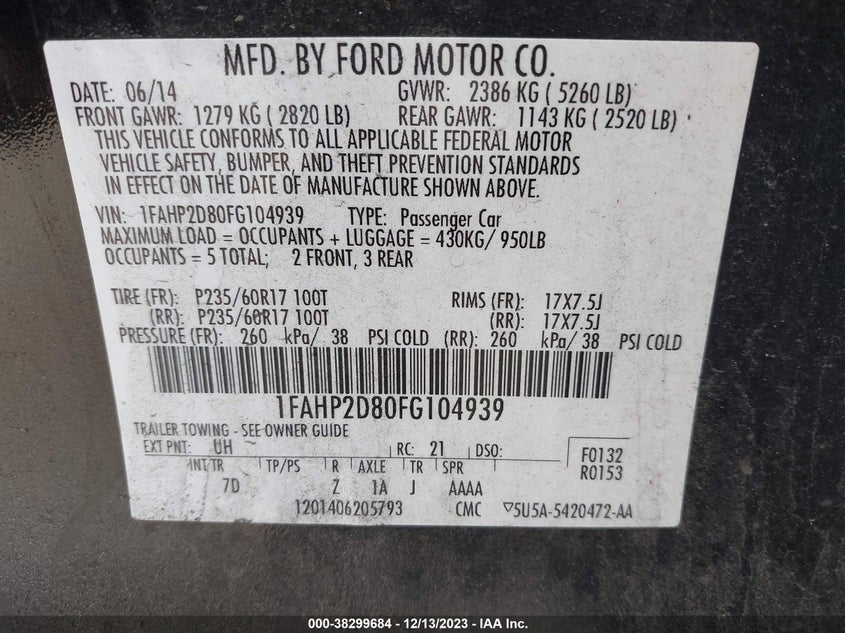 MFD. BY FORD MOTOR CO.
DATE: 06/14 GVWR: 2386 KG ( 5260 LB)
FRONT GAWR: 1279 KG ( 2820 LB) REAR GAWR: 1143 KG ( 2520 LB)
THIS VEHICLE CONFORMS TO ALL APPLICABLE FEDERAL MOTOR
VEHICLE SAFETY, BUMPER, AND THEFT PREVENTION STANDARDS
IN EFFECT ON THE DATE OF MANUFACTURE SHOWN ABOVE.
VIN: 1FAHP2D80FG104939 TYPE: Passenger Car
MAXIMUM LOAD = OCCUPANTS + LUGGAGE = 430KG/ 950LB
OCCUPANTS = 5 TOTAL; 2 FRONT, 3 REAR
TIRE (FR): P235/60R17 100T RIMS (FR): 17X7.5J
(RR): P235/60R17 100T (RR): 17X7.5J
PRESSURE (FR): 260 kPa/ 38 PSI COLD (RR): 260 kPa/ 38 PSI COLD
1FAHP2D80FG104939
TRAILER TOWING - SEE OWNER GUIDE
EXT PNT: UH RC: 21 DSO: F0132
R0153
INT TR TP/PS R AXLE TR SPR
7D Z 1A J AAAA
1201406205793 CMC ▽5U5A-5420472-AA
000-38299684 - 12/13/2023 - IAA Inc.